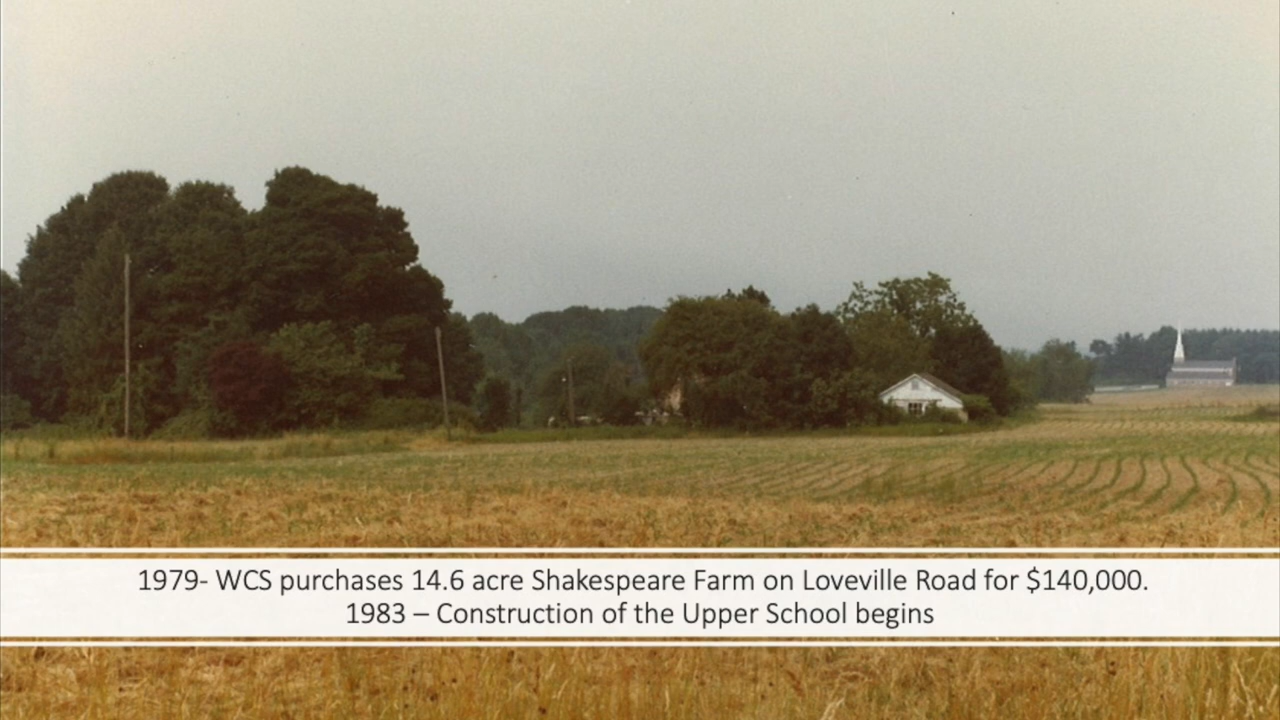 1979- WCS purchases 14.6 acre Shakespeare Farm on Loveville Road for $140,000.
1983 – Construction of the Upper School begins